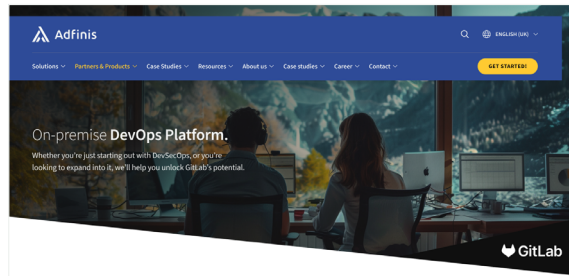 Adfinis
ENGLISH (UK)
Solutions Partners & Products Case Studies Resources About us Case studies Career Contact GET STARTED!
On-premise DevOps Platform.
Whether you're just starting out with DevSecOps, or you're
looking to expand into it, we'll help you unlock GitLab's potential.
GitLab